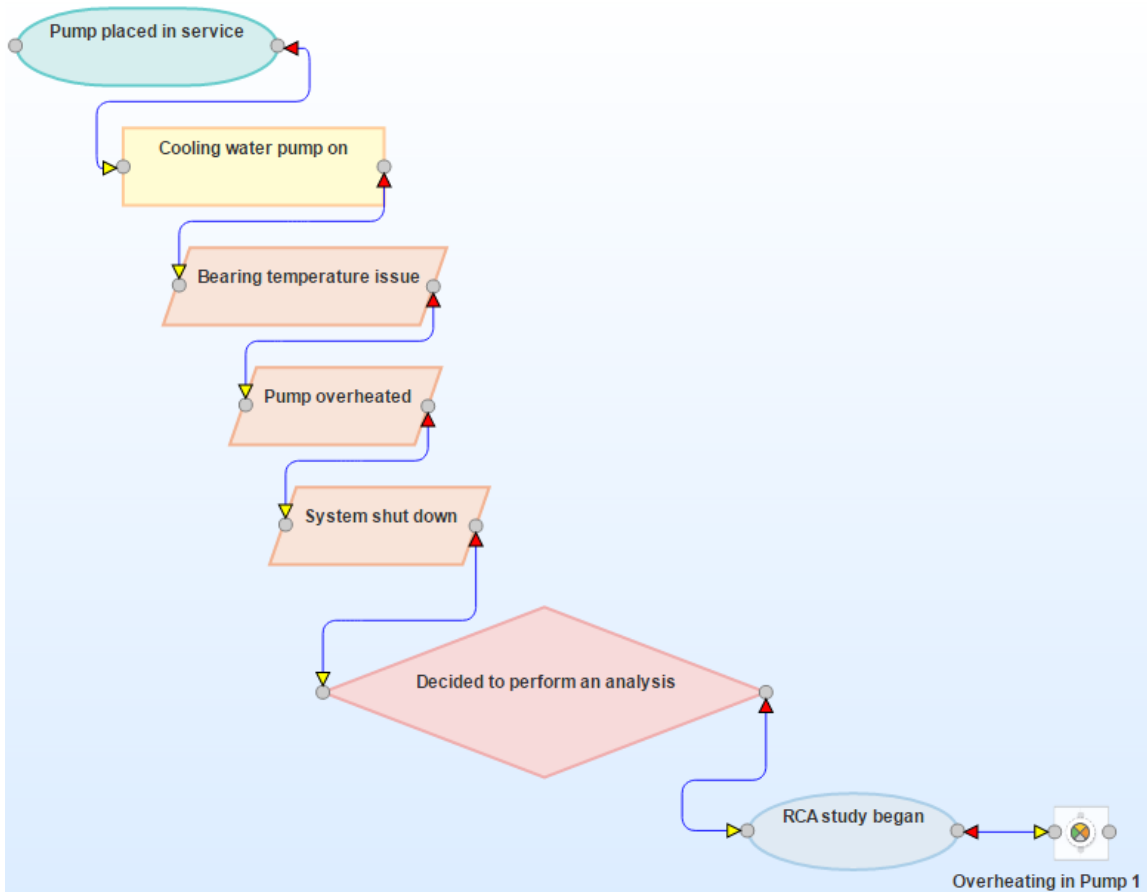 Pump placed in service
Cooling water pump on
Bearing temperature issue
Pump overheated
System shut down
Decided to perform an analysis
RCA study began
Overheating in Pump 1